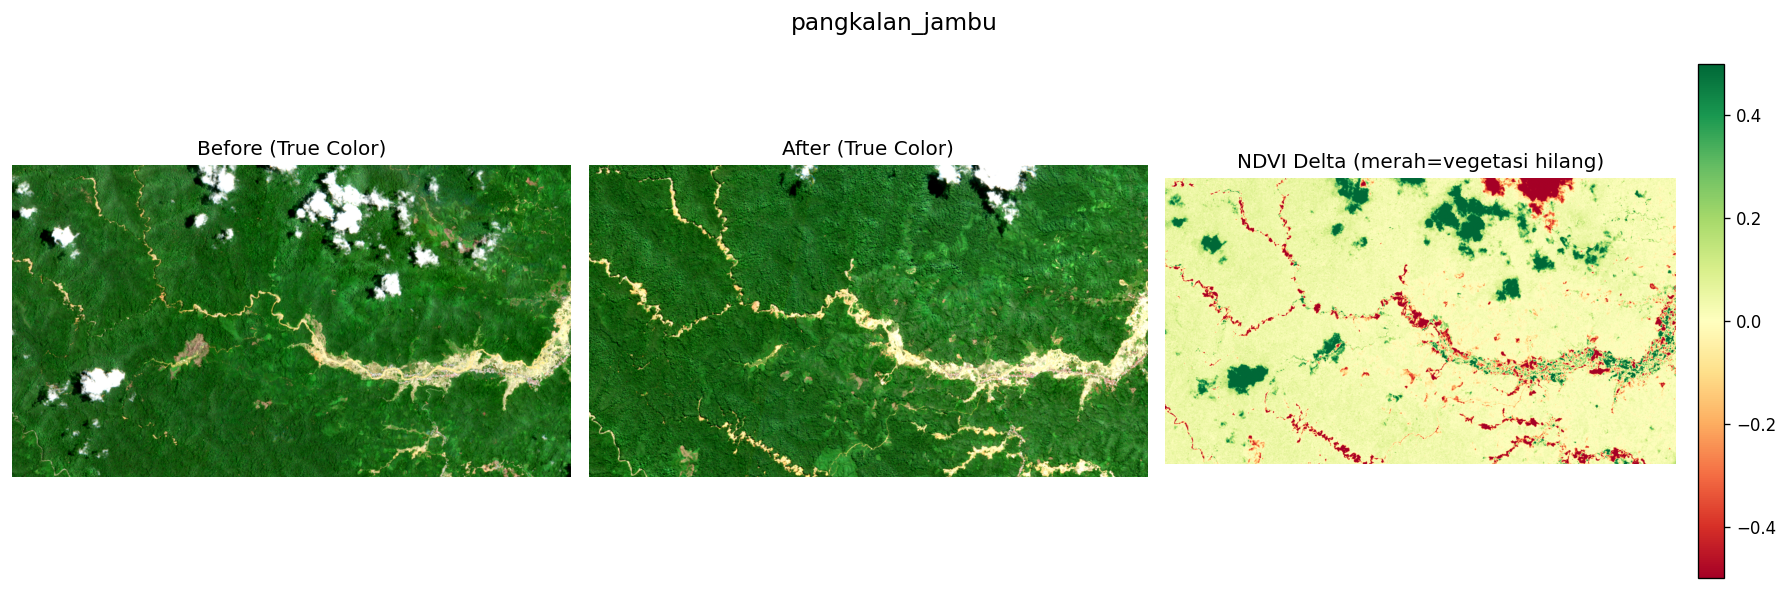 pangkalan_jambu
Before (True Color)
After (True Color)
NDVI Delta (merah=vegetasi hilang)
0.4
0.2
0.0
−0.2
−0.4